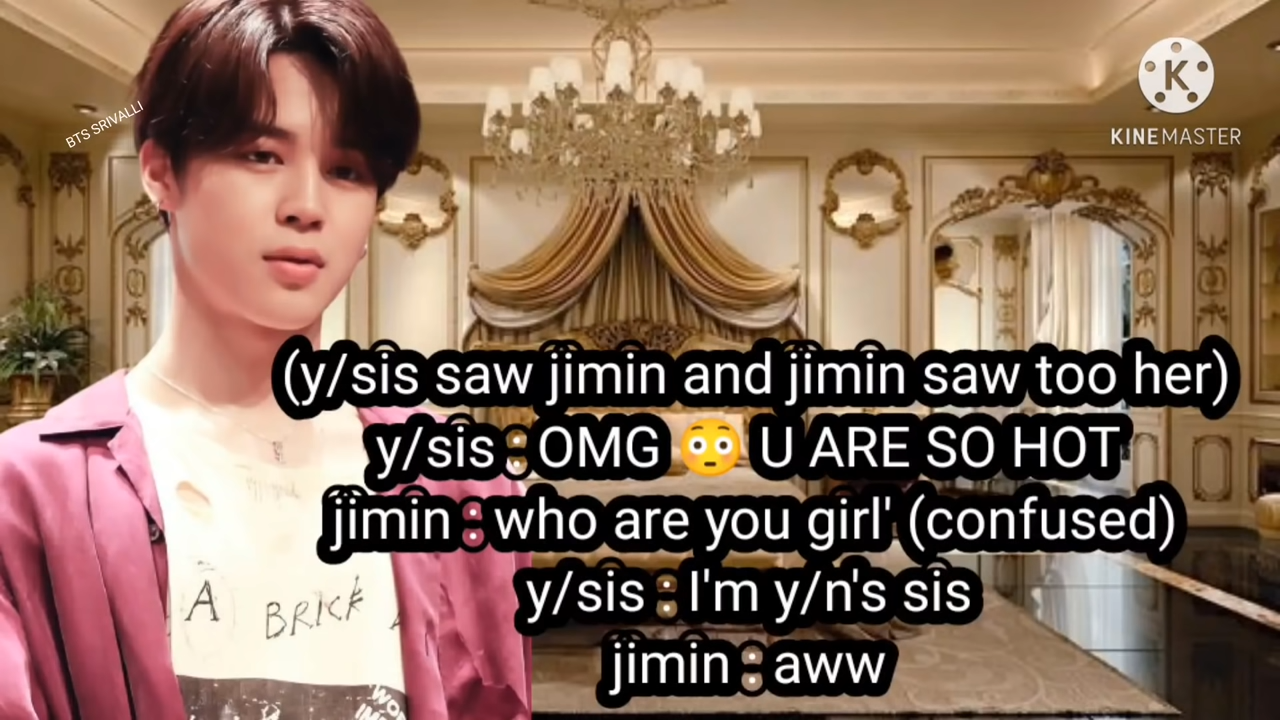 BTS SRIVALLI
K
KINEMASTER
(y/sis saw jimin and jimin saw too her)
y/sis : OMG 😳 U ARE SO HOT
jimin : who are you girl' (confused)
y/sis : I'm y/n's sis
jimin : aww
A BRICK